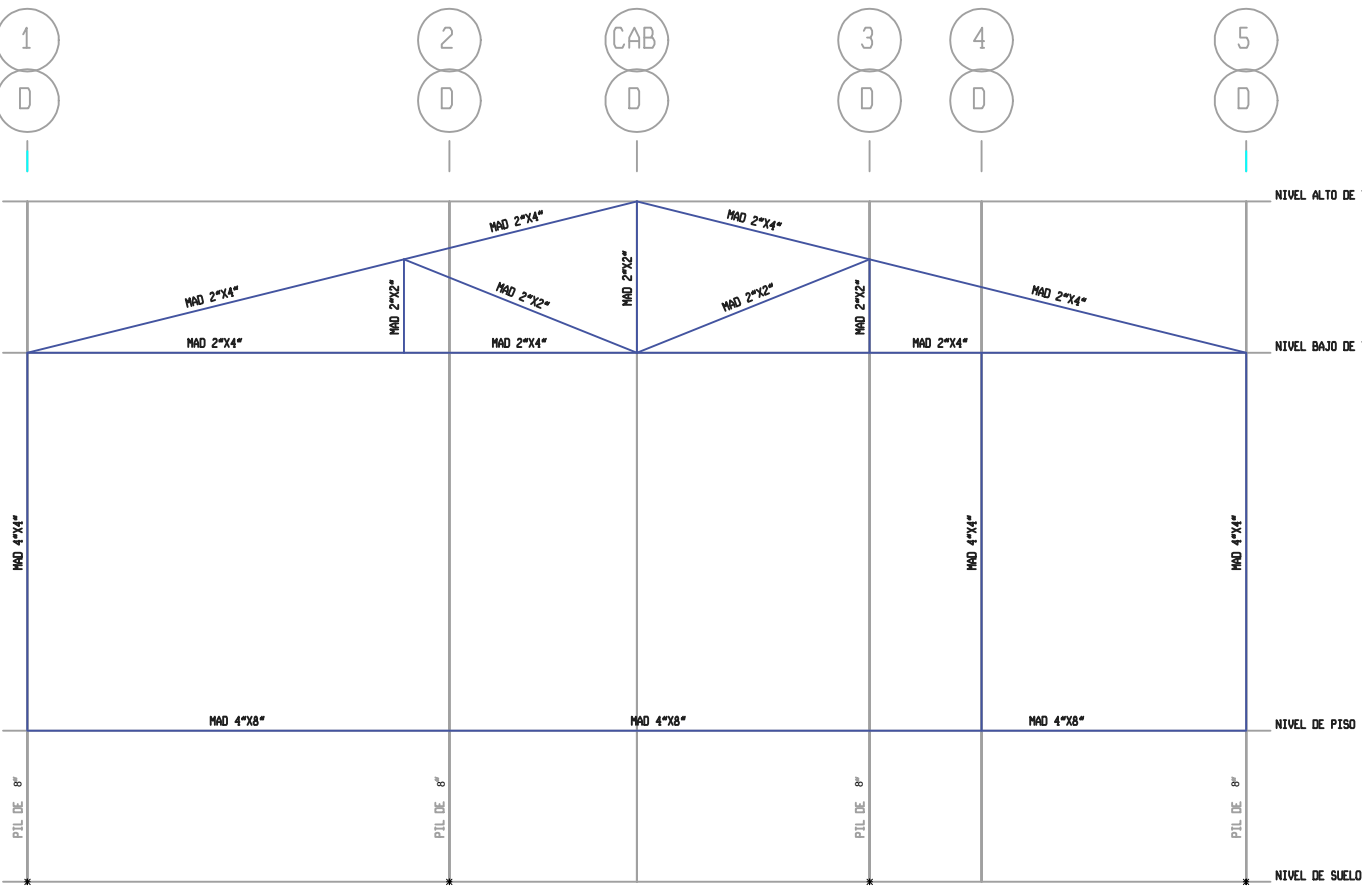 1
2
CAB
3
4
5
D
D
D
D
D
D
NIVEL ALTO DE
MAD 2"X4"
MAD 2"X4"
MAD 2"X4"
MAD 2"X2"
MAD 2"X2"
MAD 2"X2"
MAD 2"X2"
MAD 2"X2"
MAD 2"X4"
MAD 2"X4"
MAD 2"X4"
MAD 2"X4"
NIVEL BAJO DE
MAD 4"X4"
MAD 4"X4"
MAD 4"X4"
MAD 4"X8"
MAD 4"X8"
MAD 4"X8"
NIVEL DE PISO
PIL DE 8"
PIL DE 8"
PIL DE 8"
PIL DE 8"
NIVEL DE SUELO